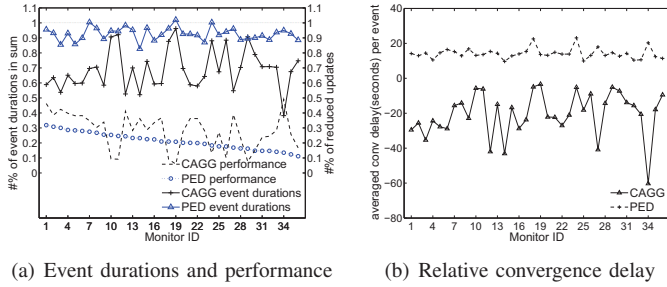 #% of event durations in sum
1.1
1
0.9
0.8
0.7
0.6
0.5
0.4
0.3
0.2
0.1
0
1
0.9
0.8
0.7
0.6
0.5
0.4
0.3
0.2
0.1
0
#% of reduced updates
CAGG performance
PED performance
CAGG event durations
PED event durations
1 4 7 10 13 16 19 22 25 28 31 34
Monitor ID
(a) Event durations and performance
averaged conv delay(seconds) per event
40
20
0
−20
−40
−60
−80
CAGG
PED
1 4 7 10 13 16 19 22 25 28 31 34
Monitor ID
(b) Relative convergence delay